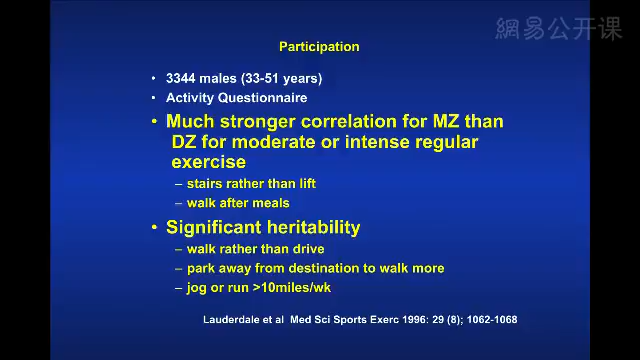 網易公开课
Participation
• 3344 males (33-51 years)
• Activity Questionnaire
• Much stronger correlation for MZ than
DZ for moderate or intense regular
exercise
– stairs rather than lift
– walk after meals
• Significant heritability
– walk rather than drive
– park away from destination to walk more
– jog or run >10miles/wk
Lauderdale et al Med Sci Sports Exerc 1996: 29 (8); 1062-1068